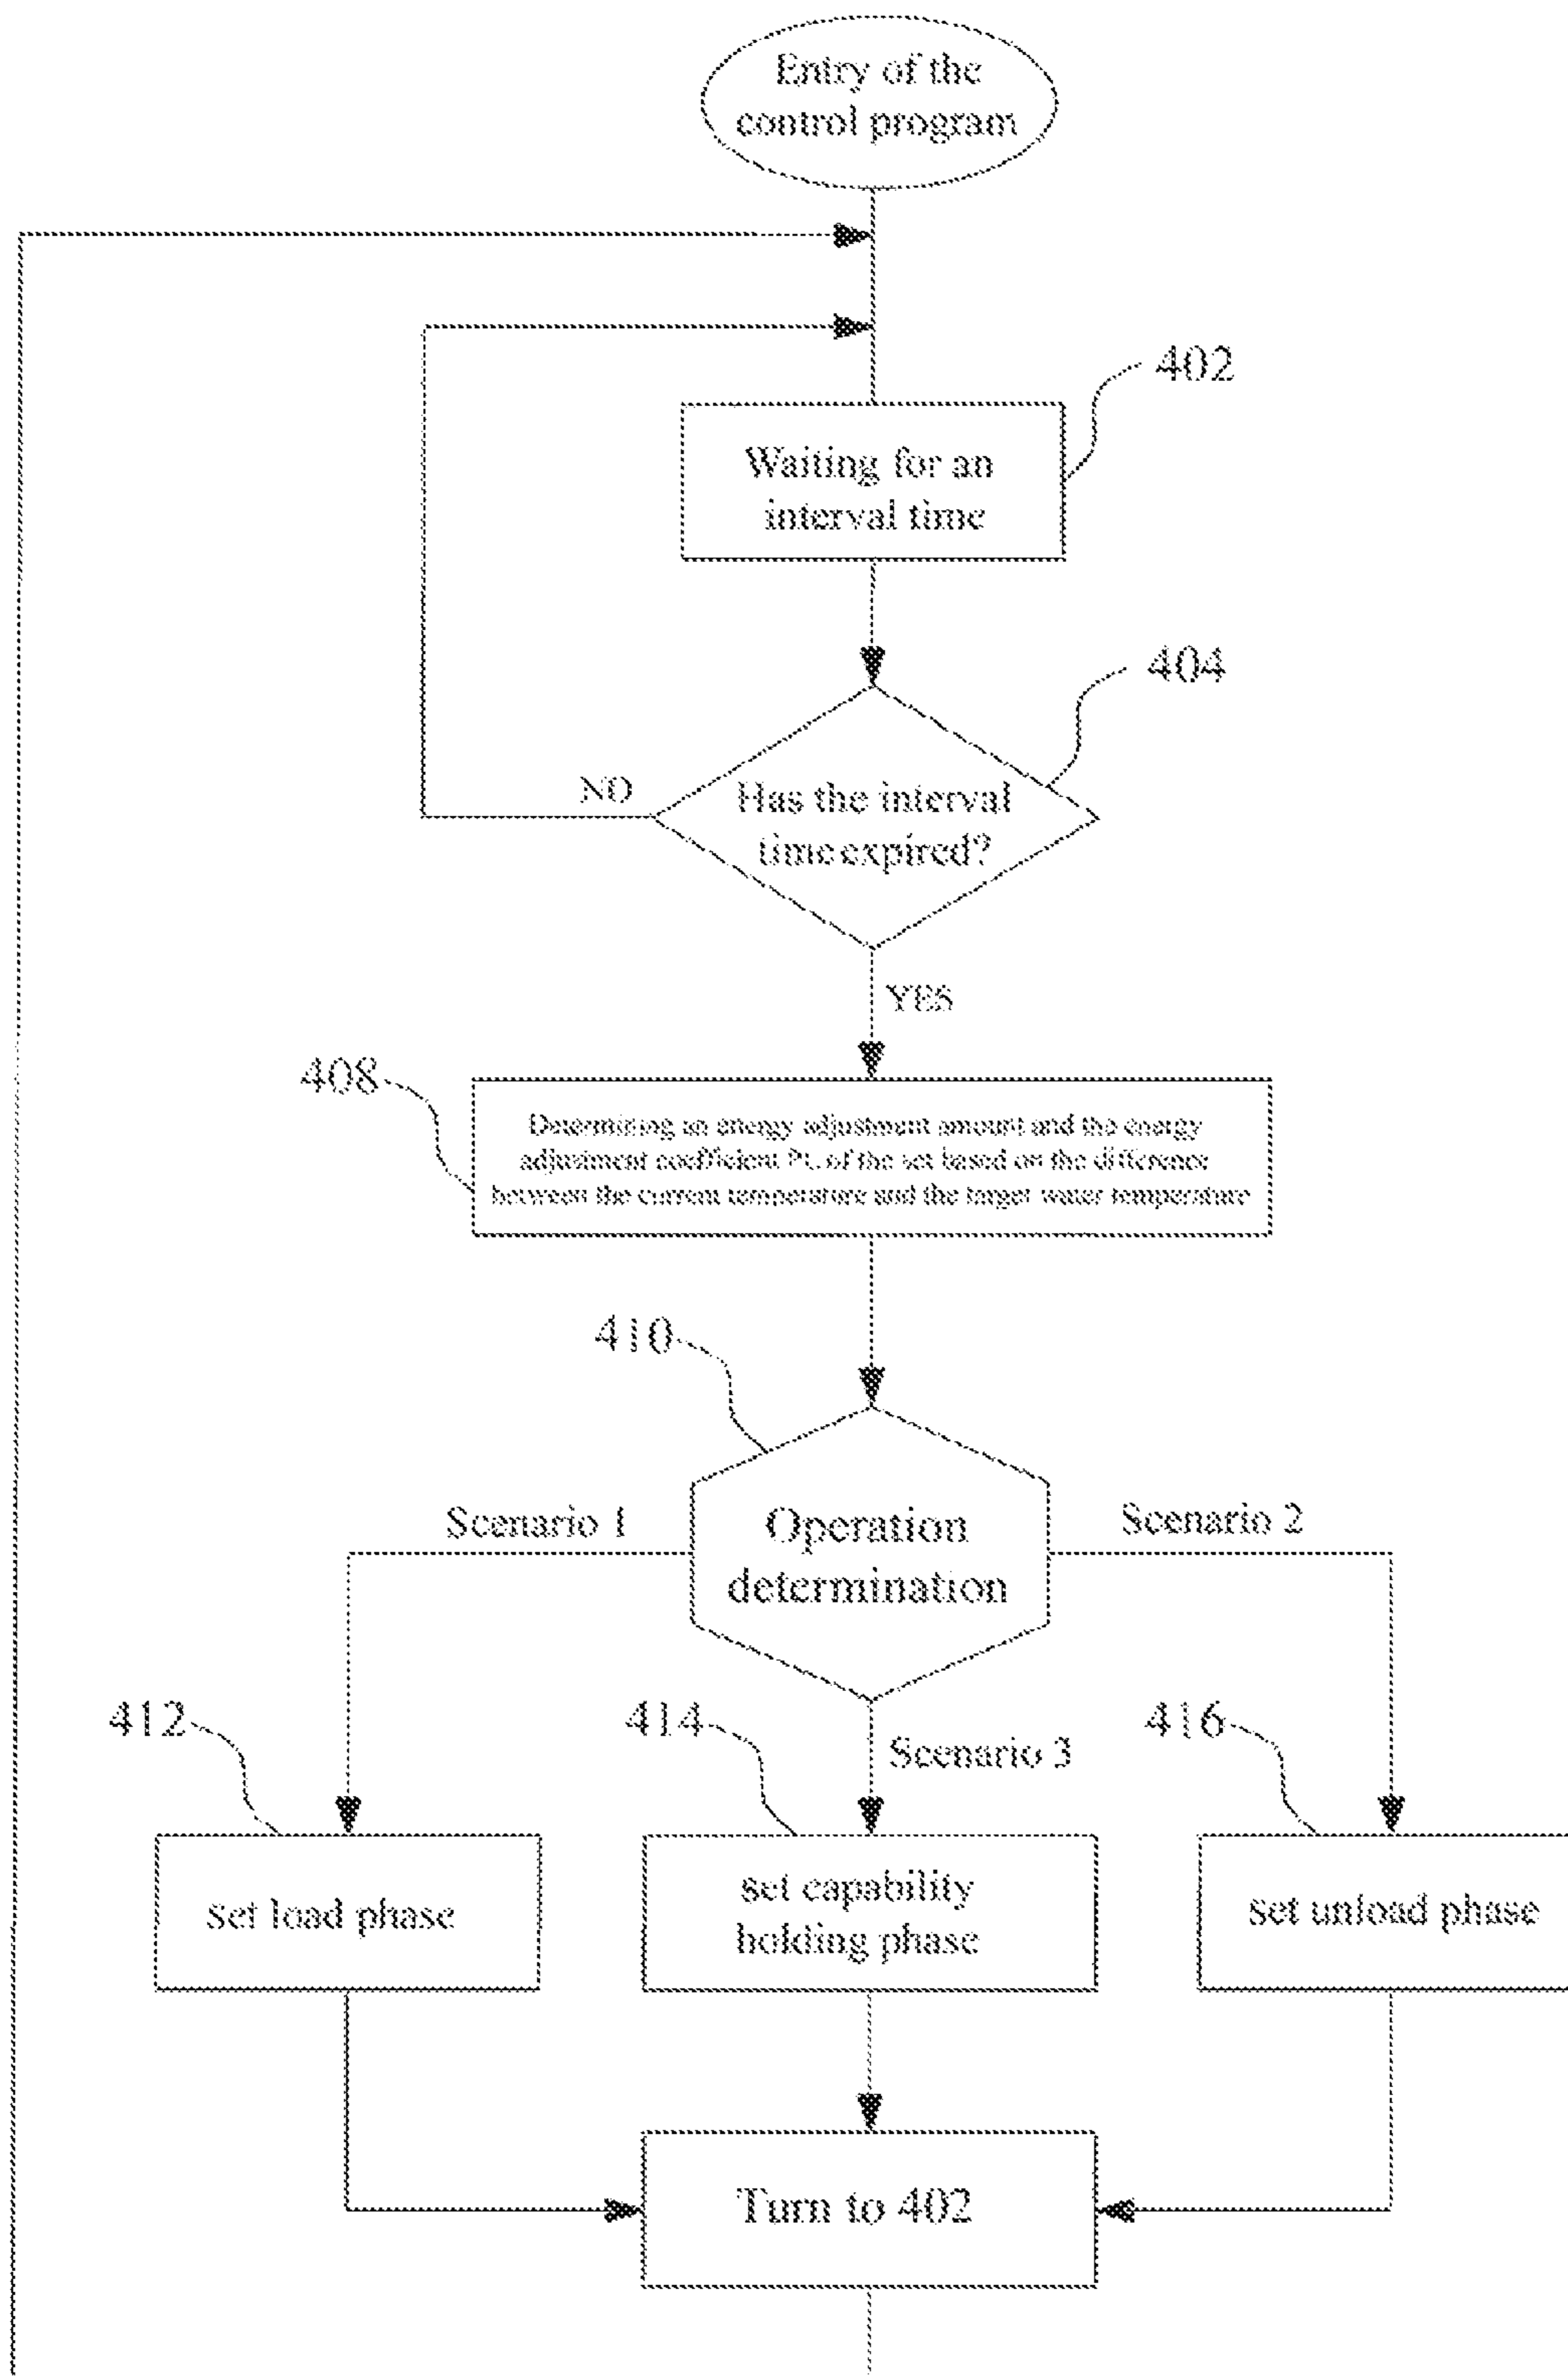 Entry of the
control program
402
Waiting for an
interval time
404
NO
Has the interval
time expired?
YES
408
Determining an energy adjustment amount and the energy
adjustment coefficient of the set based on the difference
between the current temperature and the target water temperature
410
Scenario 1
Operation
determination
Scenario 2
412
414
Scenario 3
416
set load phase
set capability
holding phase
set unload phase
Turn to 402